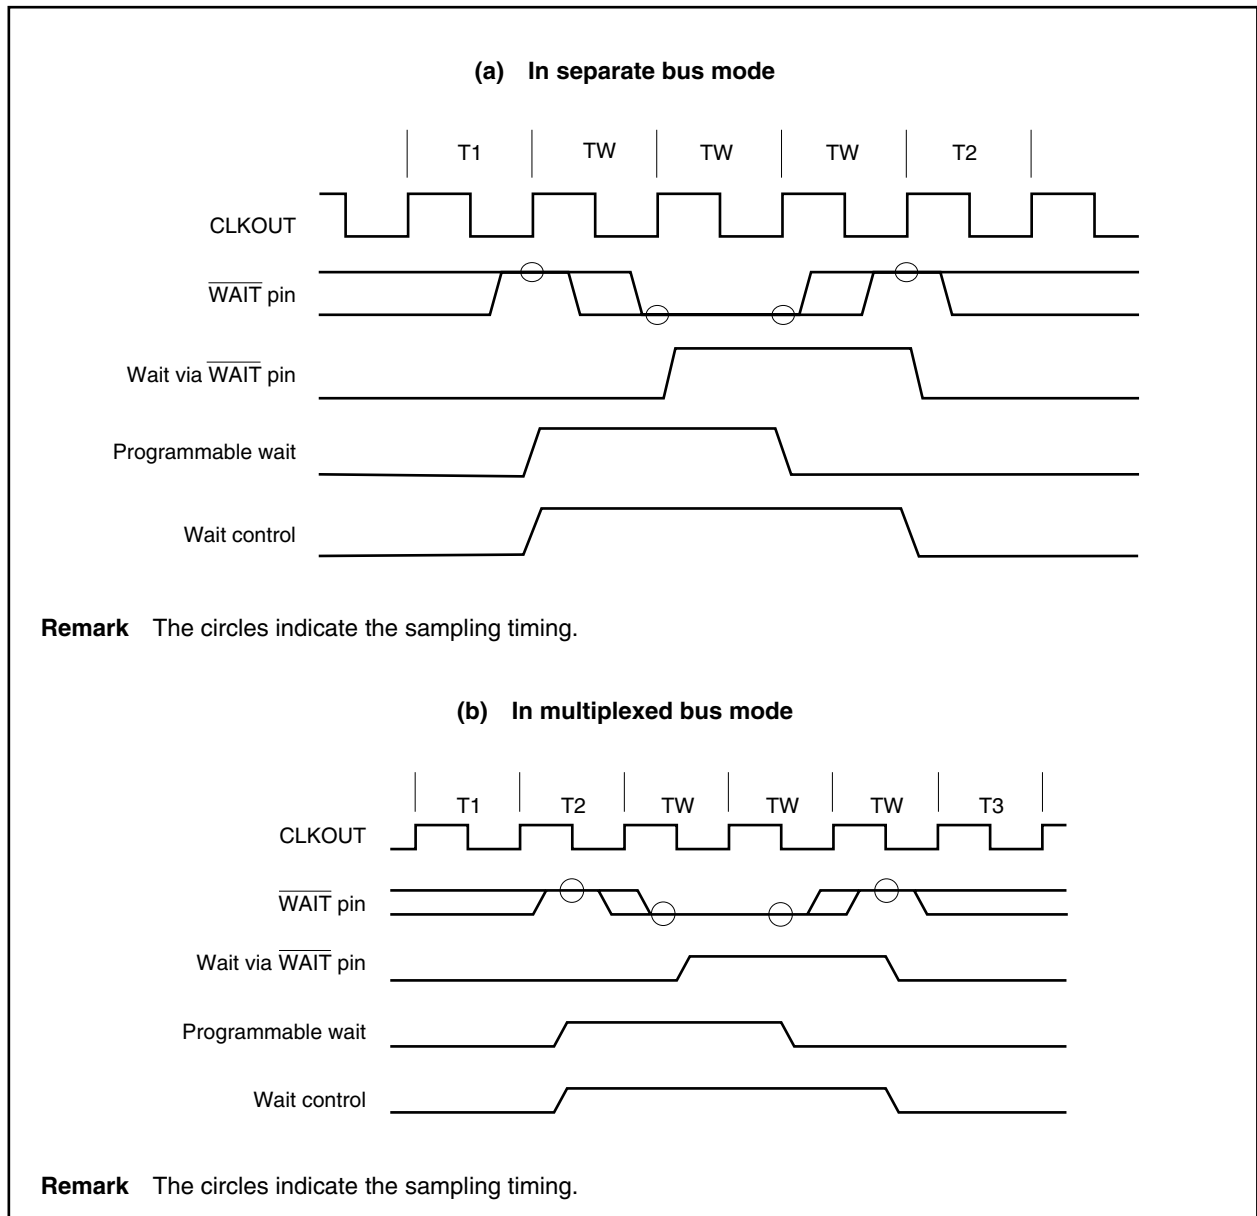 (a) In separate bus mode
T1 TW TW TW T2
CLKOUT
WAIT pin
Wait via WAIT pin
Programmable wait
Wait control
Remark The circles indicate the sampling timing.
(b) In multiplexed bus mode
T1 T2 TW TW TW T3
CLKOUT
WAIT pin
Wait via WAIT pin
Programmable wait
Wait control
Remark The circles indicate the sampling timing.